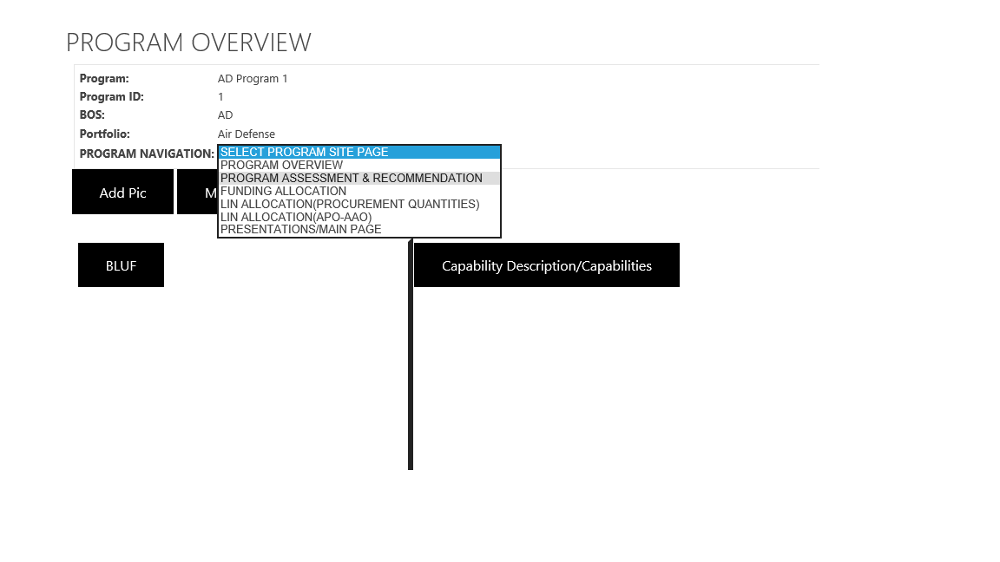 PROGRAM OVERVIEW
Program: AD Program 1
Program ID: 1
BOS: AD
Portfolio: Air Defense
PROGRAM NAVIGATION: SELECT PROGRAM SITE PAGE
PROGRAM OVERVIEW
PROGRAM ASSESSMENT & RECOMMENDATION
FUNDING ALLOCATION
LIN ALLOCATION(PROCUREMENT QUANTITIES)
LIN ALLOCATION(APO-AAO)
PRESENTATIONS/MAIN PAGE
Add Pic
BLUF
Capability Description/Capabilities